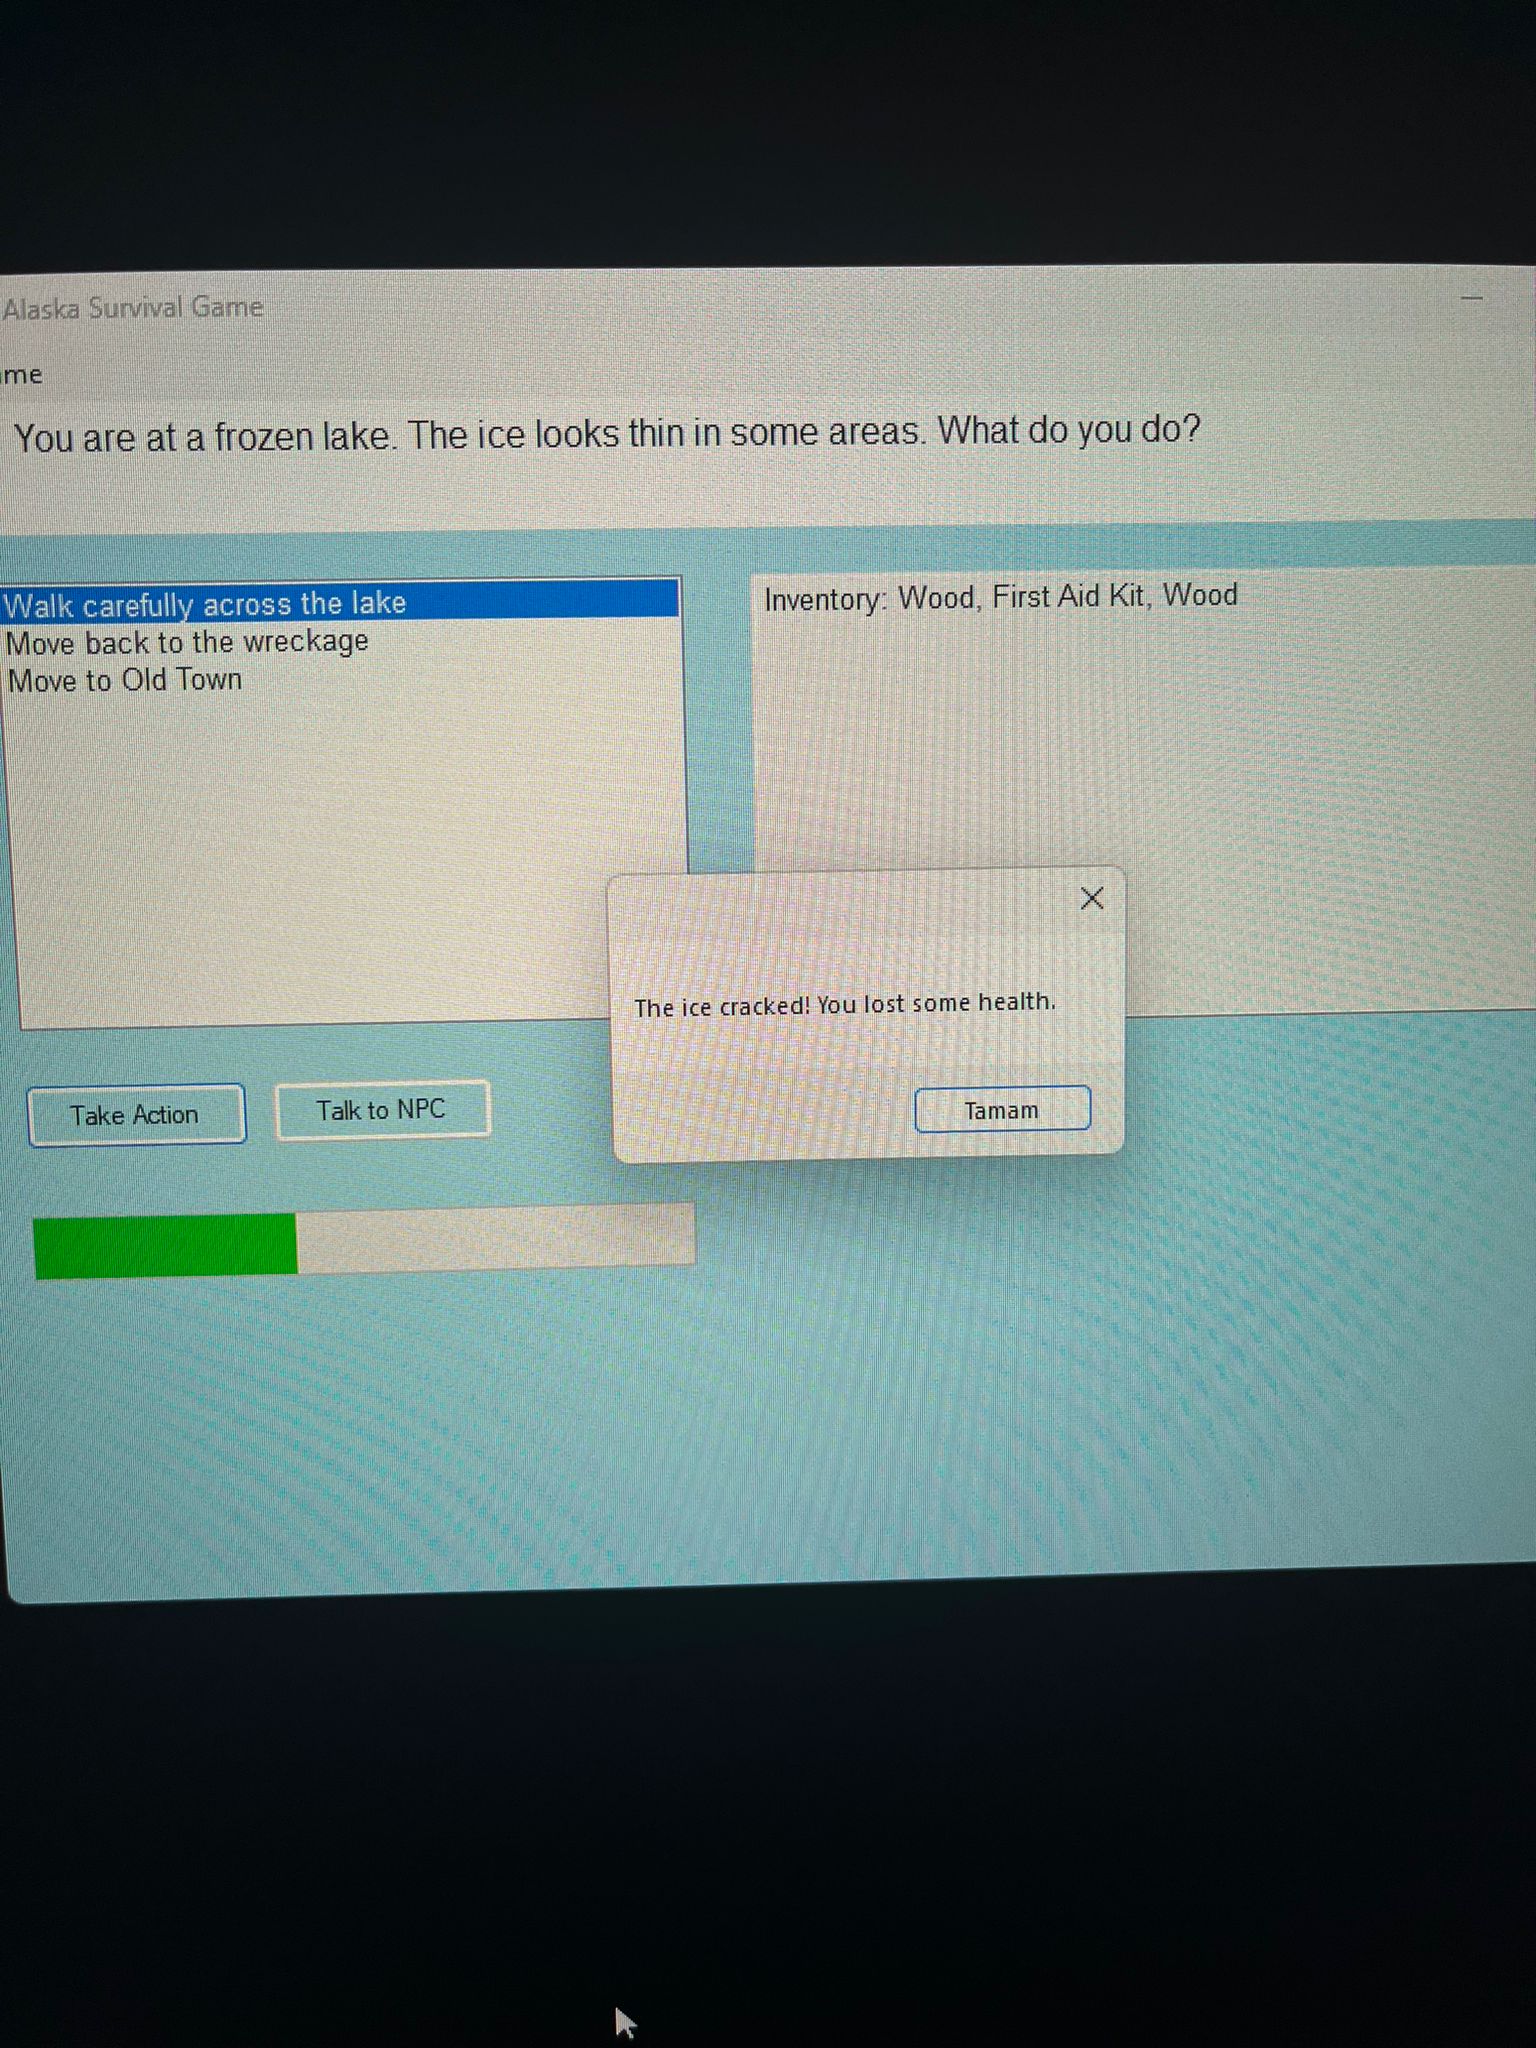 Alaska Survival Game
me
You are at a frozen lake. The ice looks thin in some areas. What do you do?
Walk carefully across the lake
Move back to the wreckage
Move to Old Town
Inventory: Wood, First Aid Kit, Wood
The ice cracked! You lost some health.
Tamam
Take Action
Talk to NPC